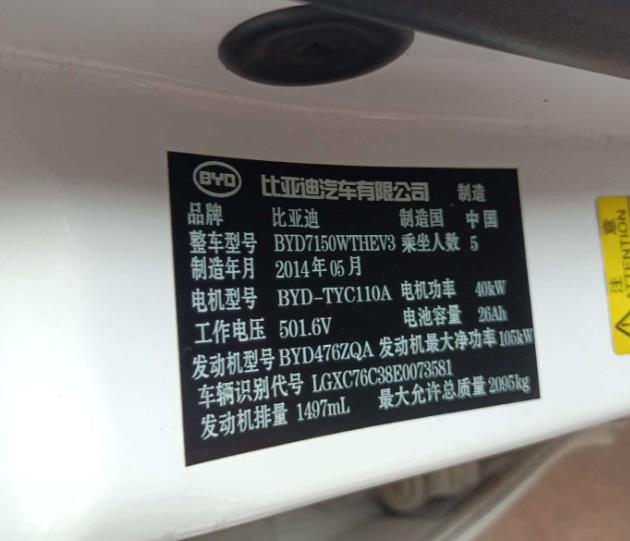 BYD 比亚迪汽车有限公司 制造
品牌 比亚迪 制造国 中国
整车型号 BYD7150WTHEV3 乘坐人数 5
制造年月 2014年05月
电机型号 BYD-TYC110A 电机功率 40kW
工作电压 501.6V 电池容量 26Ah
发动机型号 BYD476ZQA 发动机最大净功率 105kW
车辆识别代号 LGXC76C38E0073581
发动机排量 1497mL 最大允许总质量 2095kg
注意
ATTENTION